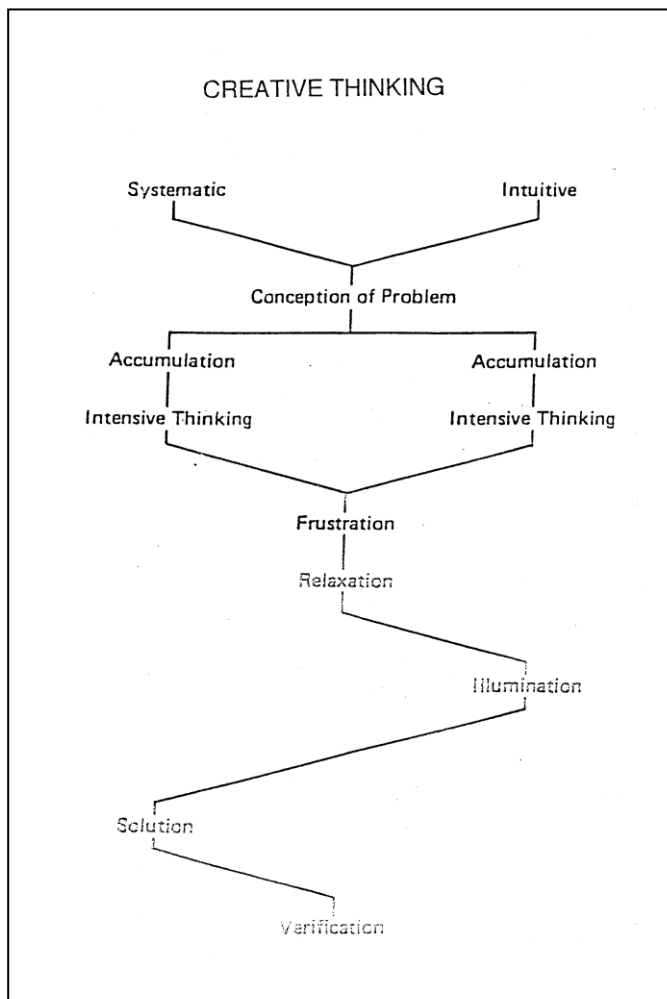 CREATIVE THINKING
Systematic Intuitive
Conception of Problem
Accumulation Accumulation
Intensive Thinking Intensive Thinking
Frustration
Relaxation
Illumination
Solution
Verification